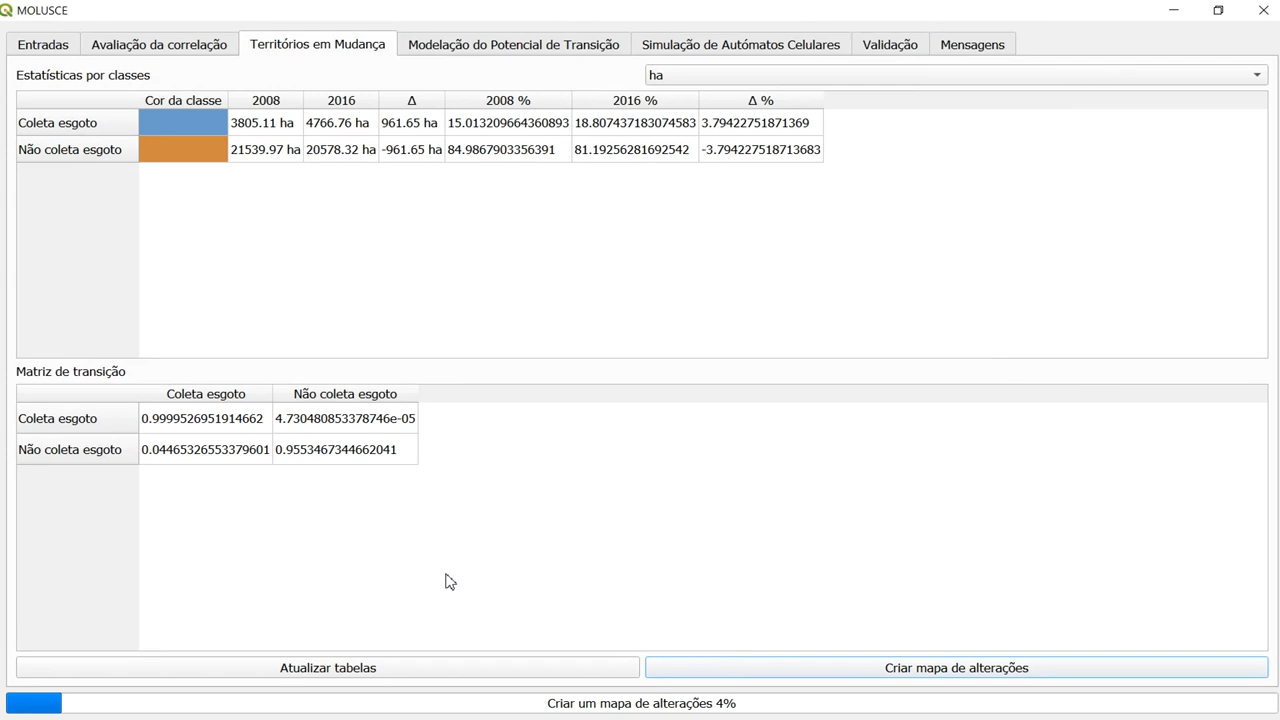 MOLUSCE
Entradas Avaliação da correlação Territórios em Mudança Modelação do Potencial de Transição Simulação de Autómatos Celulares Validação Mensagens
Estatísticas por classes ha
Cor da classe 2008 2016 Δ 2008 % 2016 % Δ %
Coleta esgoto 3805.11 ha 4766.76 ha 961.65 ha 15.013209664360893 18.807437183074583 3.79422751871369
Não coleta esgoto 21539.97 ha 20578.32 ha -961.65 ha 84.9867903356391 81.19256281692542 -3.794227518713683
Matriz de transição
Coleta esgoto Não coleta esgoto
Coleta esgoto 0.9999526951914662 4.730480853378746e-05
Não coleta esgoto 0.04465326553379601 0.9553467344662041
Atualizar tabelas Criar mapa de alterações
Criar um mapa de alterações 4%